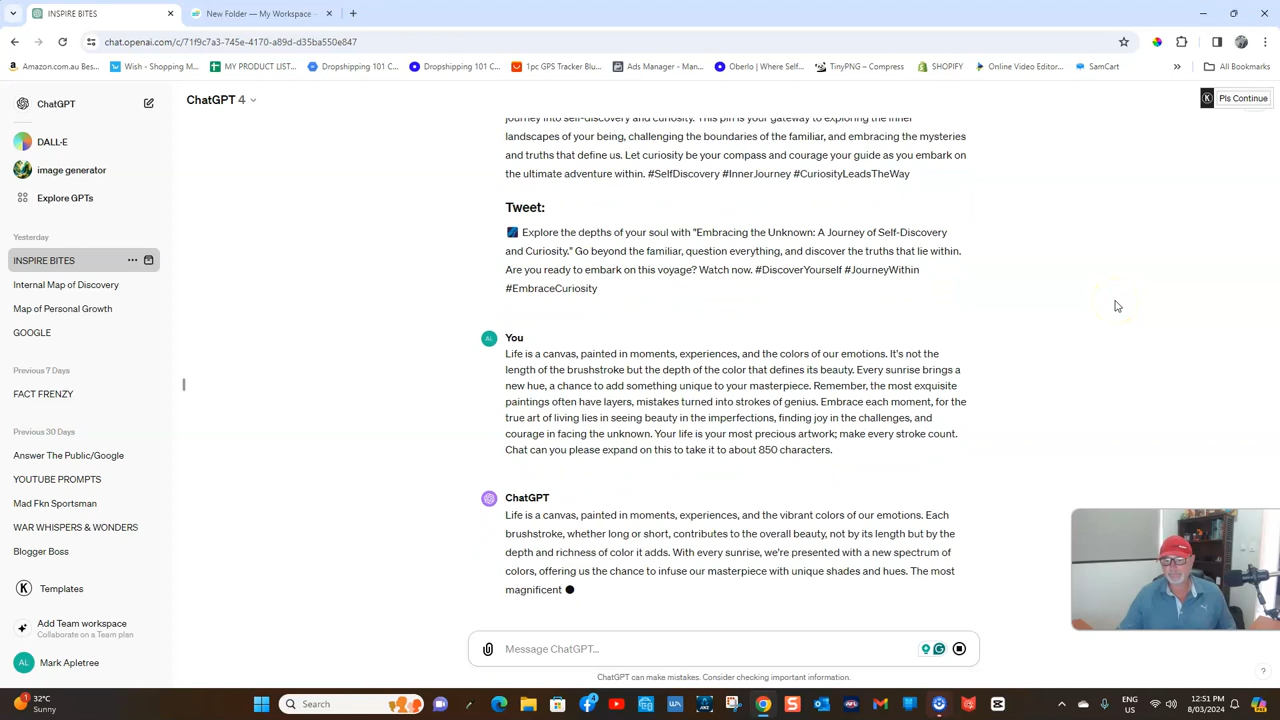 INSPIRE BITES
New Folder — My Workspace
chat.openai.com/c/71f9c7a3-745e-4170-a89d-d35ba550e847
Amazon.com.au Bes...
Wish - Shopping M...
MY PRODUCT LIST...
Dropshipping 101 C...
Dropshipping 101 C...
1pc GPS Tracker Blu...
Ads Manager - Man...
Oberlo | Where Self...
TinyPNG – Compress
SHOPIFY
Online Video Editor...
SamCart
All Bookmarks
ChatGPT
DALL·E
image generator
Explore GPTs
Yesterday
INSPIRE BITES
Internal Map of Discovery
Map of Personal Growth
GOOGLE
Previous 7 Days
FACT FRENZY
Previous 30 Days
Answer The Public/Google
YOUTUBE PROMPTS
Mad Fkn Sportsman
WAR WHISPERS & WONDERS
Blogger Boss
Templates
Add Team workspace
Collaborate on a Team plan
AL Mark Apletree
ChatGPT 4
K Pls Continue
journey into self-discovery and curiosity. This pin is your gateway to exploring the inner
landscapes of your being, challenging the boundaries of the familiar, and embracing the mysteries
and truths that define us. Let curiosity be your compass and courage your guide as you embark on
the ultimate adventure within. #SelfDiscovery #InnerJourney #CuriosityLeadsTheWay
Tweet:
Explore the depths of your soul with "Embracing the Unknown: A Journey of Self-Discovery
and Curiosity." Go beyond the familiar, question everything, and discover the truths that lie within.
Are you ready to embark on this voyage? Watch now. #DiscoverYourself #JourneyWithin
#EmbraceCuriosity
AL You
Life is a canvas, painted in moments, experiences, and the colors of our emotions. It's not the
length of the brushstroke but the depth of the color that defines its beauty. Every sunrise brings a
new hue, a chance to add something unique to your masterpiece. Remember, the most exquisite
paintings often have layers, mistakes turned into strokes of genius. Embrace each moment, for the
true art of living lies in seeing beauty in the imperfections, finding joy in the challenges, and
courage in facing the unknown. Your life is your most precious artwork; make every stroke count.
Chat can you please expand on this to take it to about 850 characters.
ChatGPT
Life is a canvas, painted in moments, experiences, and the vibrant colors of our emotions. Each
brushstroke, whether long or short, contributes to the overall beauty, not by its length but by the
depth and richness of color it adds. With every sunrise, we're presented with a new spectrum of
colors, offering us the chance to infuse our masterpiece with unique shades and hues. The most
magnificent
Message ChatGPT...
ChatGPT can make mistakes. Consider checking important information.
32°C
Sunny
Search
ENG
US
12:51 PM
8/03/2024